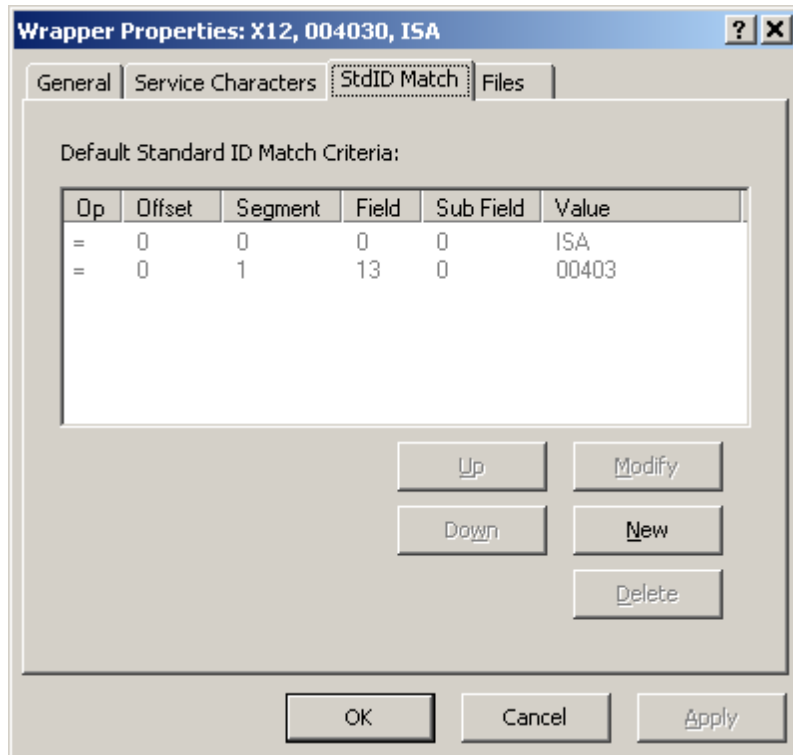 Wrapper Properties: X12, 004030, ISA
General Service Characters StdID Match Files
Default Standard ID Match Criteria:
Op Offset Segment Field Sub Field Value
= 0 0 0 0 ISA
= 0 1 13 0 00403
Up Modify
Down New
Delete
OK Cancel Apply